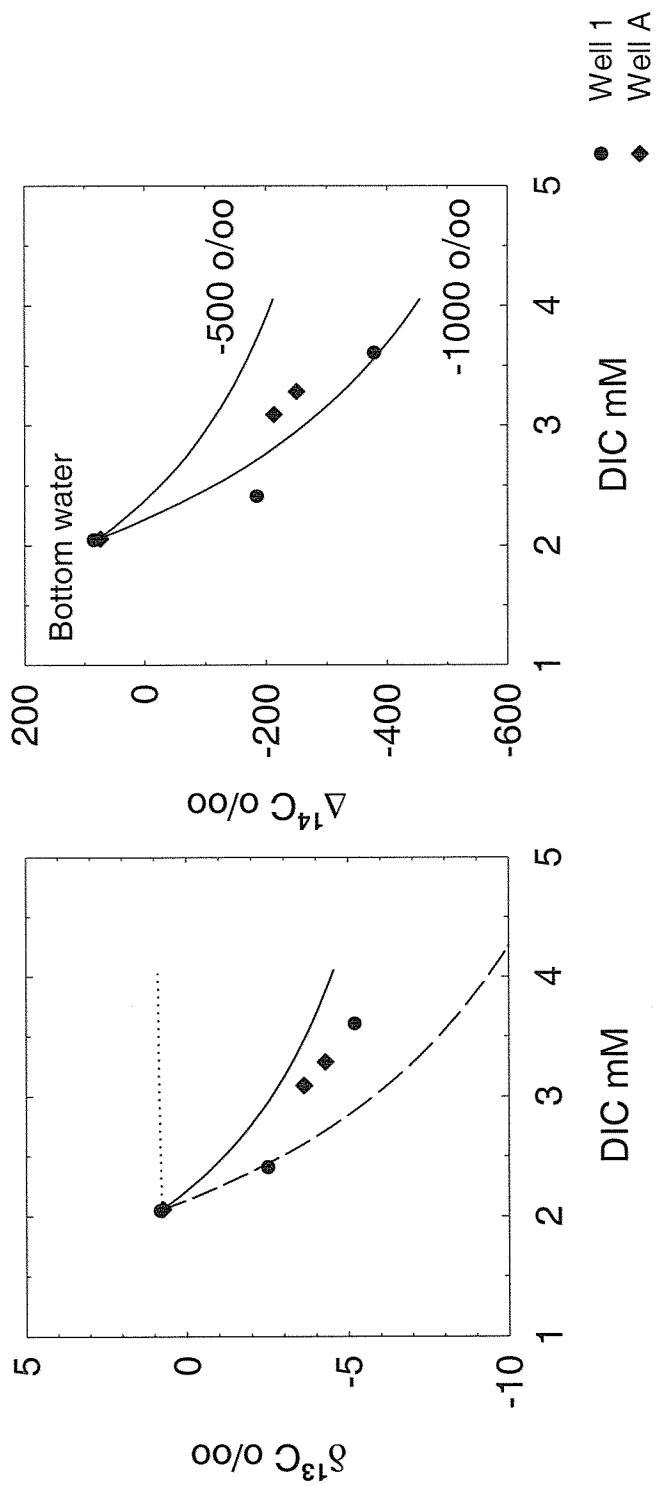 δ¹³C o/oo
5
0
-5
-10
1 2 3 4 5
DIC mM
Δ¹⁴C o/oo
200
0
-200
-400
-600
Bottom water
-500 o/oo
-1000 o/oo
1 2 3 4 5
DIC mM
Well 1
Well A